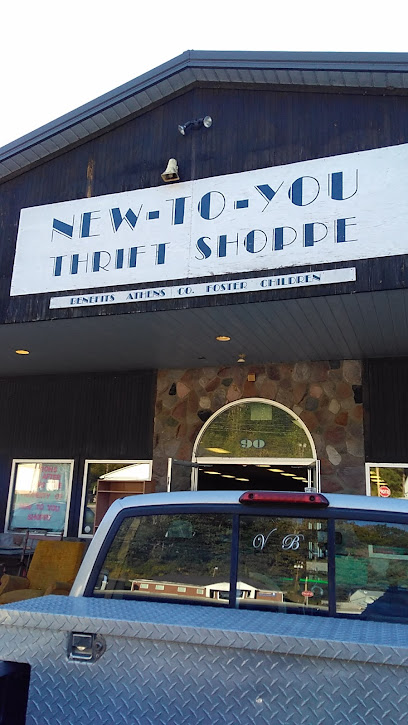 NEW-TO-YOU
THRIFT SHOPPE
BENEFITS ATHENS CO. FOSTER CHILDREN
90
V B